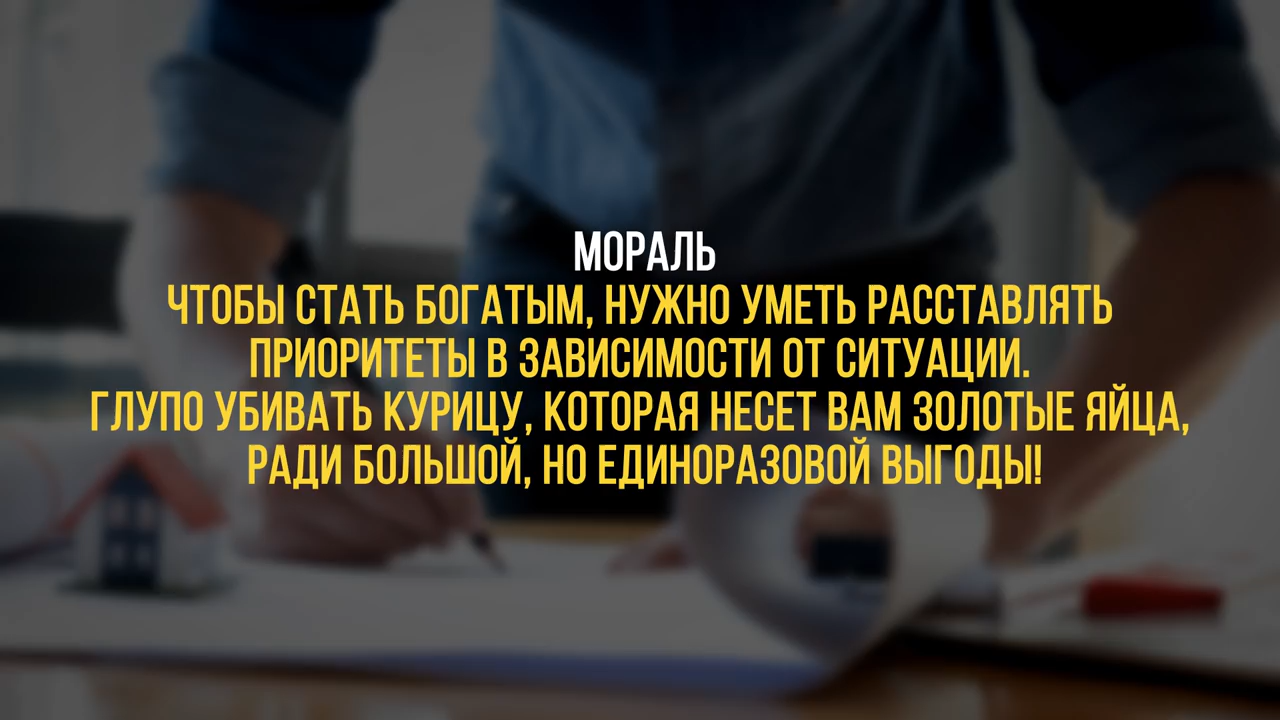 МОРАЛЬ
ЧТОБЫ СТАТЬ БОГАТЫМ, НУЖНО УМЕТЬ РАССТАВЛЯТЬ
ПРИОРИТЕТЫ В ЗАВИСИМОСТИ ОТ СИТУАЦИИ.
ГЛУПО УБИВАТЬ КУРИЦУ, КОТОРАЯ НЕСЕТ ВАМ ЗОЛОТЫЕ ЯЙЦА,
РАДИ БОЛЬШОЙ, НО ЕДИНОРАЗОВОЙ ВЫГОДЫ!